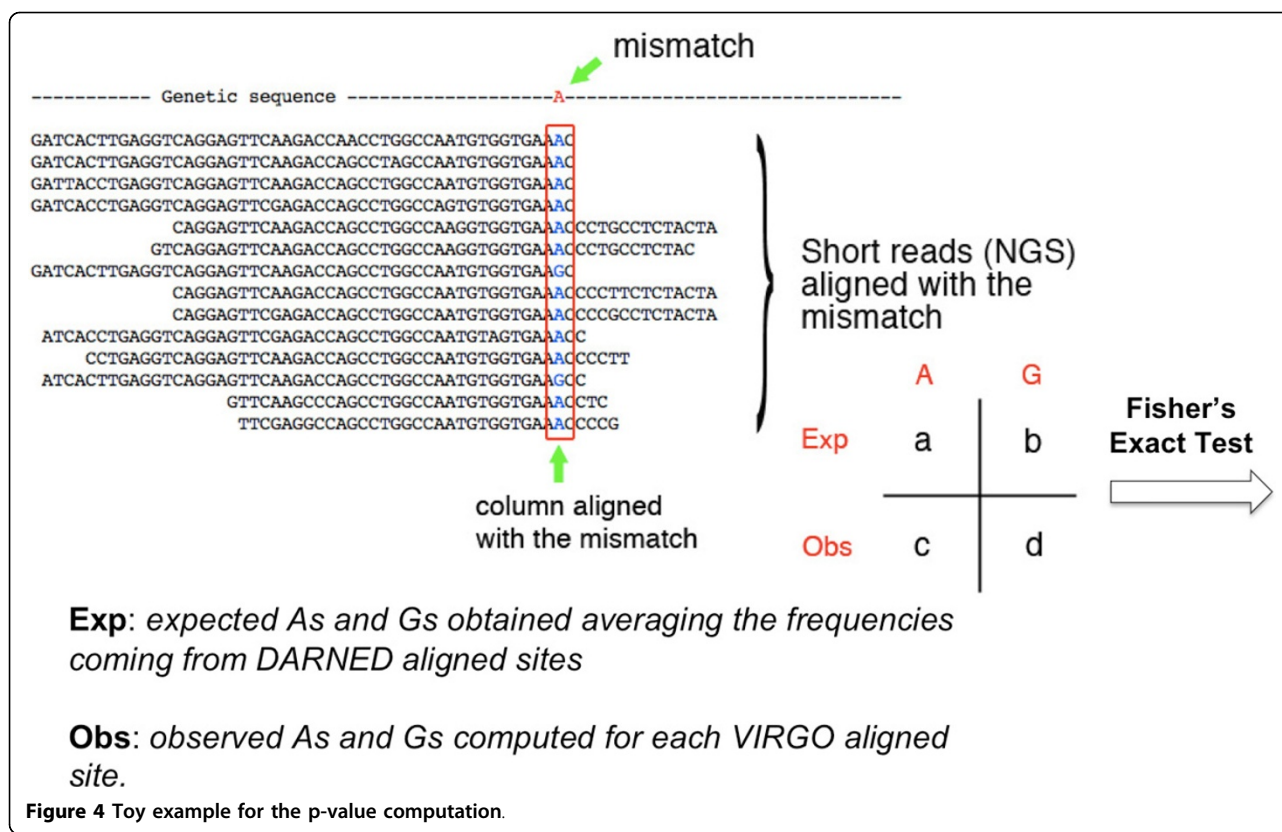 mismatch
----------- Genetic sequence -------------------A-------------------------------
GATCACTTGAGGTCAGGAGTTCAAGACCAACCTGGCCAATGTGGTGAAAC
GATCACTTGAGGTCAGGAGTTCAAGACCAGCCTAGCCAATGTGGTGAAAC
GATTACCTGAGGTCAGGAGTTCAAGACCAGCCTGGCCAATGTGGTGAAAC
GATCACCTGAGGTCAGGAGTTCGAGACCAGCCTGGCCAGTGTGGTGAAAC
CAGGAGTTCAAGACCAGCCTGGCCAAGGTGGTGAAACCCTGCCTCTACTA
GTCAGGAGTTCAAGACCAGCCTGGCCAAGGTGGTGAAACCCTGCCTCTAC
GATCACTTGAGGTCAGGAGTTCAAGACCAGCCTGGCCAATGTGGTGAAGC
CAGGAGTTCAAGACCAGCCTGGCCAATGTGGTGAAACCCCTTCTCTACTA
CAGGAGTTCGAGACCAGCCTGGCCAATGTGGTGAAACCCCGCCTCTACTA
ATCACCTGAGGTCAGGAGTTCGAGACCAGCCTGGCCAATGTAGTGAAACC
CCTGAGGTCAGGAGTTCAAGACCAGCCTGGCCAATGTGGTGAAACCCCTT
ATCACTTGAGGTCAGGAGTTCAAGACCAGCCTGGCCAATGTGGTGAAGCC
GTTCAAGCCCAGCCTGGCCAATGTGGTGAAACCTC
TTCGAGGCCAGCCTGGCCAATGTGGTGAAACCCCG
Short reads (NGS)
aligned with the
mismatch
column aligned
with the mismatch
A G
Exp a b
Obs c d
Fisher's
Exact Test
Exp: expected As and Gs obtained averaging the frequencies
coming from DARNED aligned sites
Obs: observed As and Gs computed for each VIRGO aligned
site.
Figure 4 Toy example for the p-value computation.